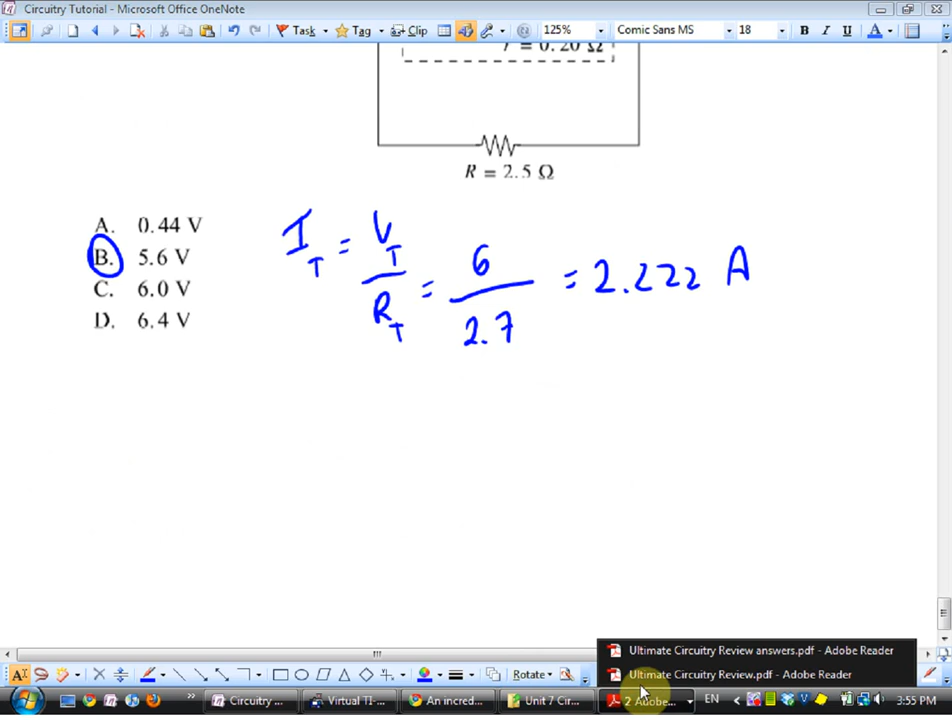 Circuitry Tutorial - Microsoft Office OneNote
Task Tag Clip 125% Comic Sans MS 18 B I U A
r = 0.20 Ω
R = 2.5 Ω
A. 0.44 V
B. 5.6 V
C. 6.0 V
D. 6.4 V
I_T = V_T / R_T = 6 / 2.7 = 2.222 A
Ultimate Circuitry Review answers.pdf - Adobe Reader
Ultimate Circuitry Review.pdf - Adobe Reader
Rotate
Circuitry ... Virtual TI-... An incred... Unit 7 Cir... 2 Adobe... EN 3:55 PM